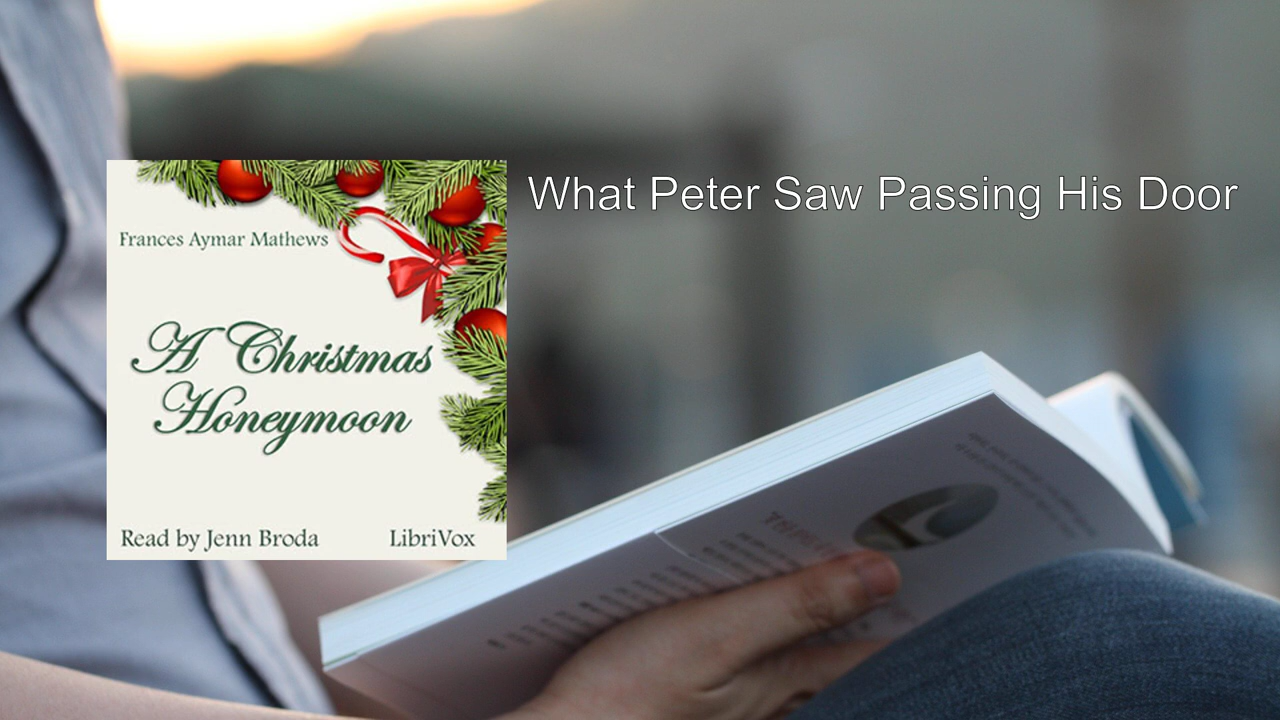 What Peter Saw Passing His Door
Frances Aymar Mathews
A Christmas
Honeymoon
Read by Jenn Broda
LibriVox